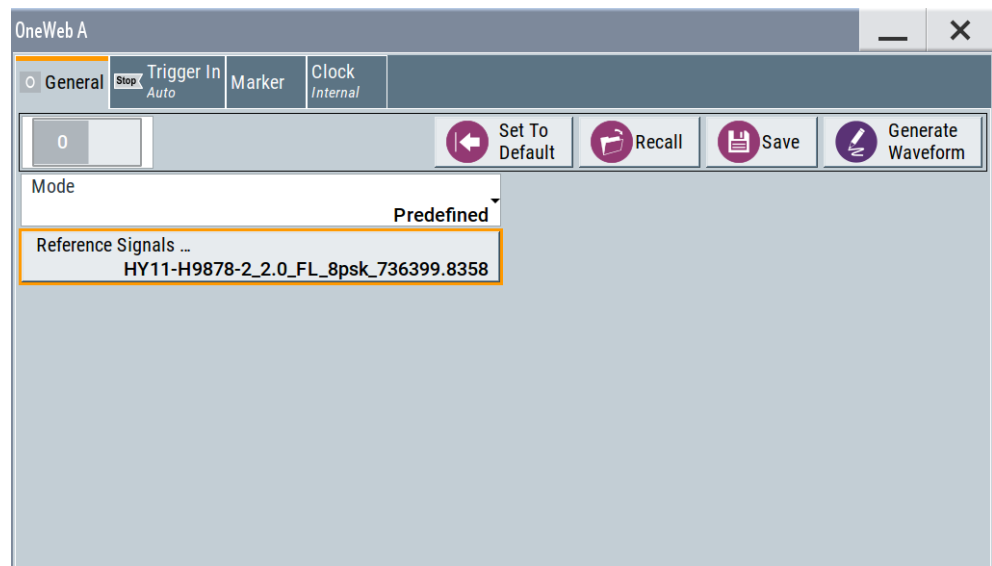 OneWeb A
0 General
Stop Trigger In
Auto
Marker
Clock
Internal
0
Set To
Default
Recall
Save
Generate
Waveform
Mode
Predefined
Reference Signals ...
HY11-H9878-2_2.0_FL_8psk_736399.8358